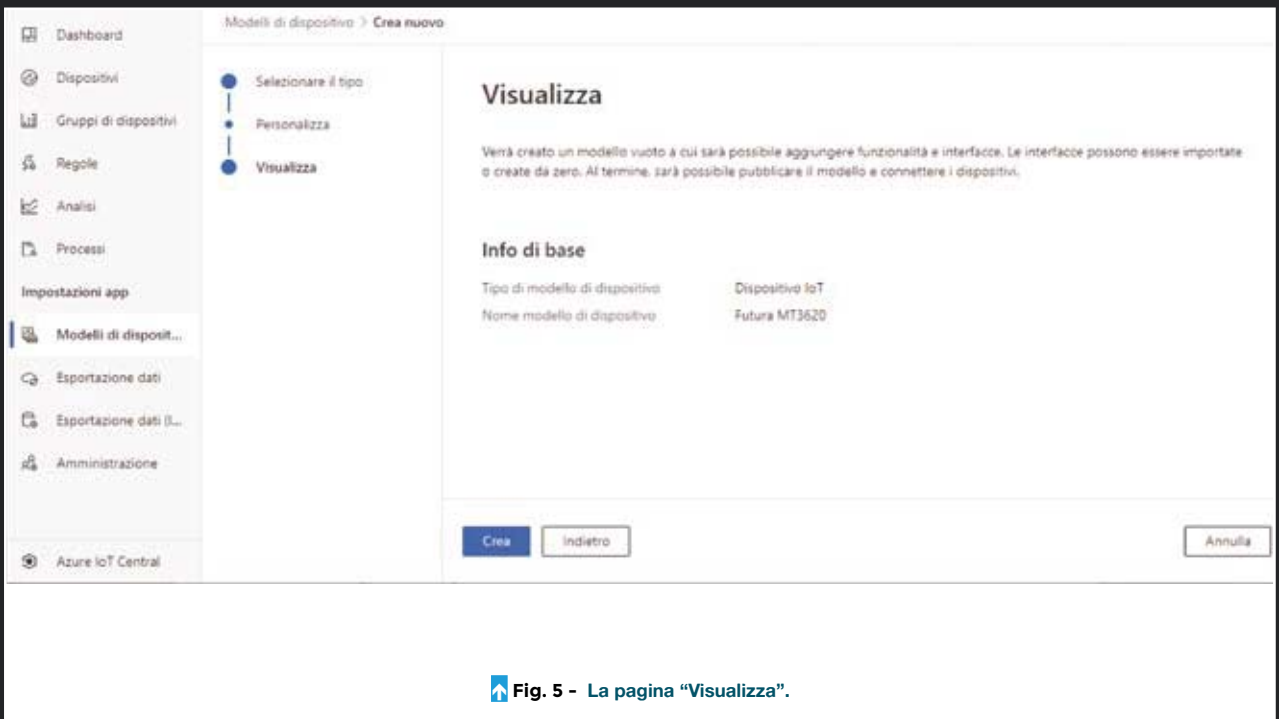 Dashboard
Dispositivi
Gruppi di dispositivi
Regole
Analisi
Processi
Impostazioni app
Modelli di disposit...
Esportazione dati
Esportazione dati (l...
Amministrazione
Azure IoT Central
Modelli di dispositivo > Crea nuovo
Selezionare il tipo
Personalizza
Visualizza
Visualizza
Verrà creato un modello vuoto a cui sarà possibile aggiungere funzionalità e interfacce. Le interfacce possono essere importate
o create da zero. Al termine, sarà possibile pubblicare il modello e connettere i dispositivi.
Info di base
Tipo di modello di dispositivo Dispositivo IoT
Nome modello di dispositivo Futura MT3620
Crea Indietro Annulla
Fig. 5 - La pagina “Visualizza”.